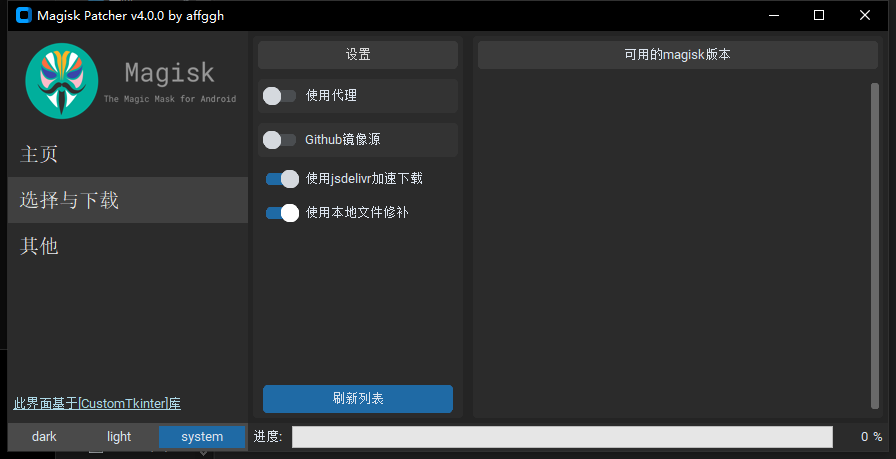 Magisk Patcher v4.0.0 by affggh
Magisk
The Magic Mask for Android
主页
选择与下载
其他
此界面基于[CustomTkinter]库
dark light system
设置
使用代理
Github镜像源
使用jsdelivr加速下载
使用本地文件修补
刷新列表
可用的magisk版本
进度: 0 %